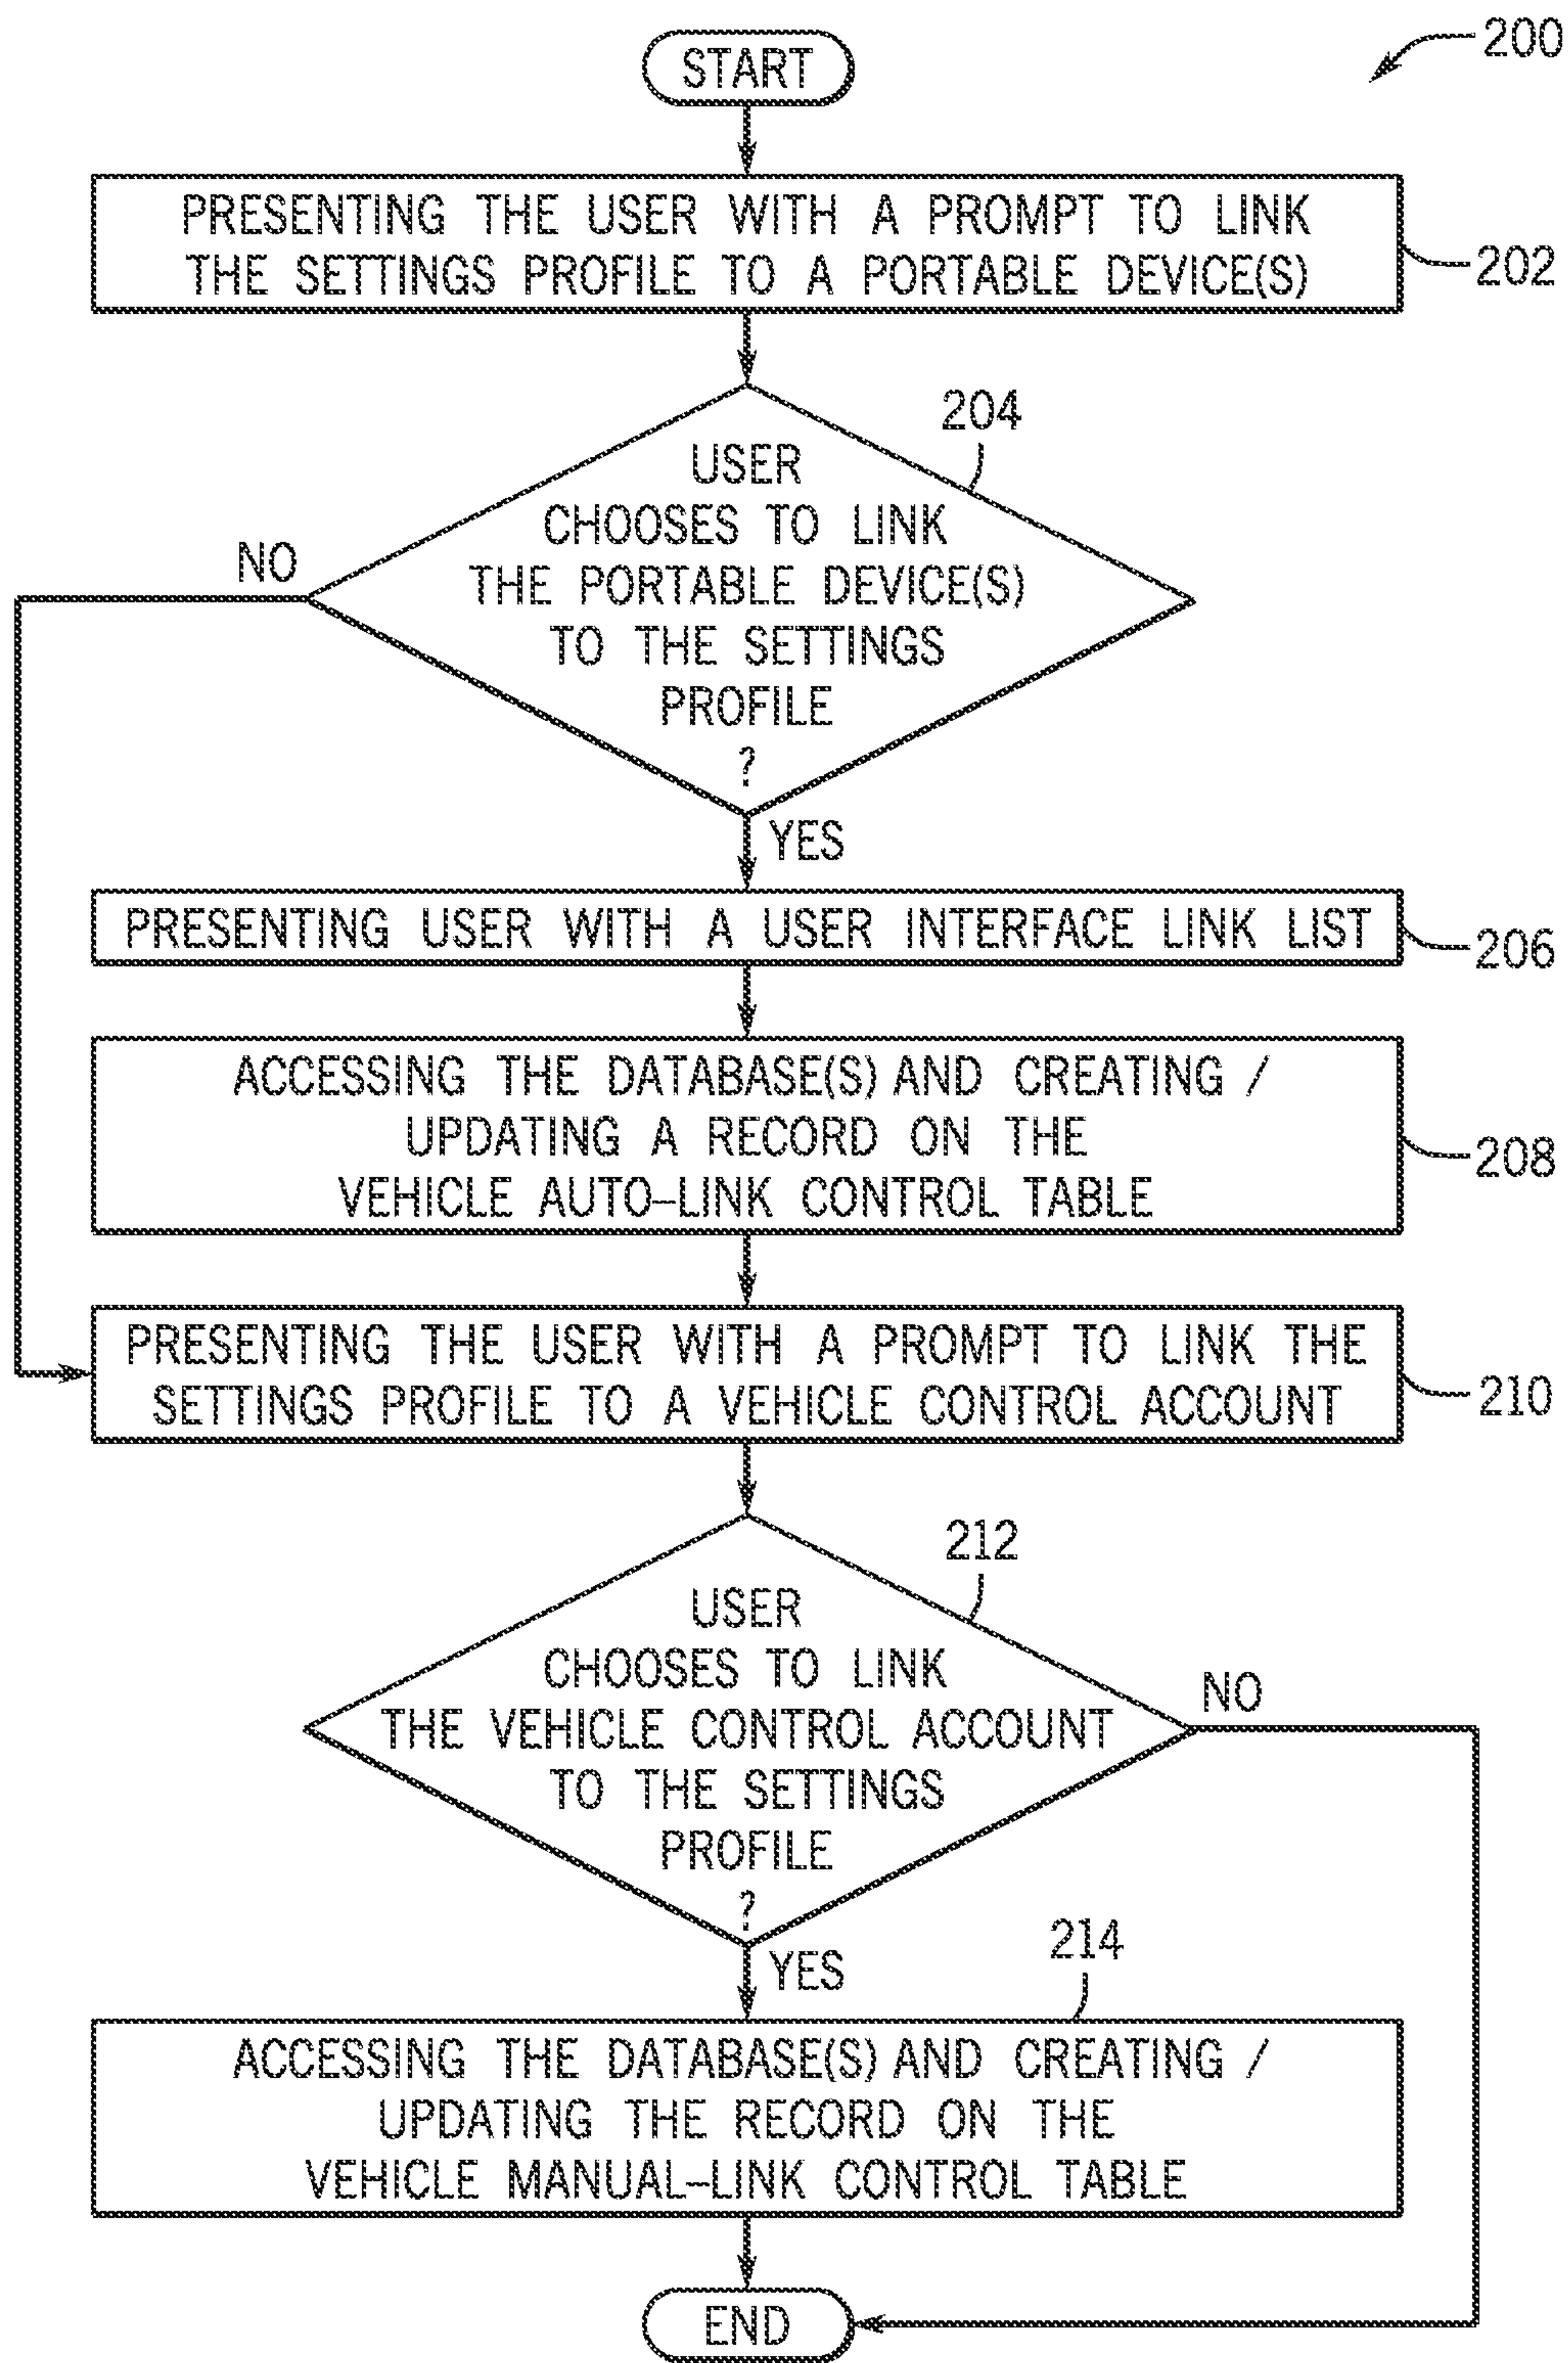 200
START
PRESENTING THE USER WITH A PROMPT TO LINK
THE SETTINGS PROFILE TO A PORTABLE DEVICE(S)
202
204
USER
CHOOSES TO LINK
THE PORTABLE DEVICE(S)
TO THE SETTINGS
PROFILE
?
NO
YES
PRESENTING USER WITH A USER INTERFACE LINK LIST
206
ACCESSING THE DATABASE(S) AND CREATING /
UPDATING A RECORD ON THE
VEHICLE AUTO–LINK CONTROL TABLE
208
PRESENTING THE USER WITH A PROMPT TO LINK THE
SETTINGS PROFILE TO A VEHICLE CONTROL ACCOUNT
210
212
USER
CHOOSES TO LINK
THE VEHICLE CONTROL ACCOUNT
TO THE SETTINGS
PROFILE
?
NO
YES
214
ACCESSING THE DATABASE(S) AND CREATING /
UPDATING THE RECORD ON THE
VEHICLE MANUAL–LINK CONTROL TABLE
END